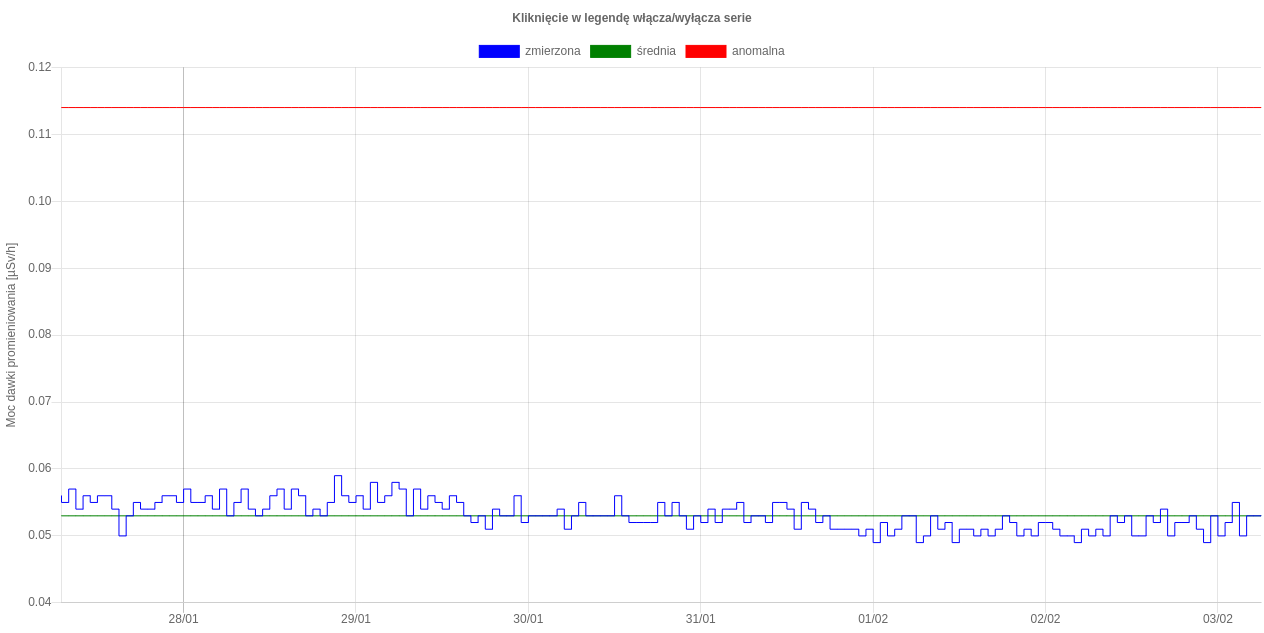 Kliknięcie w legendę włącza/wyłącza serie
zmierzona średnia anomalna
Moc dawki promieniowania [µSv/h]
0.12
0.11
0.10
0.09
0.08
0.07
0.06
0.05
0.04
28/01 29/01 30/01 31/01 01/02 02/02 03/02